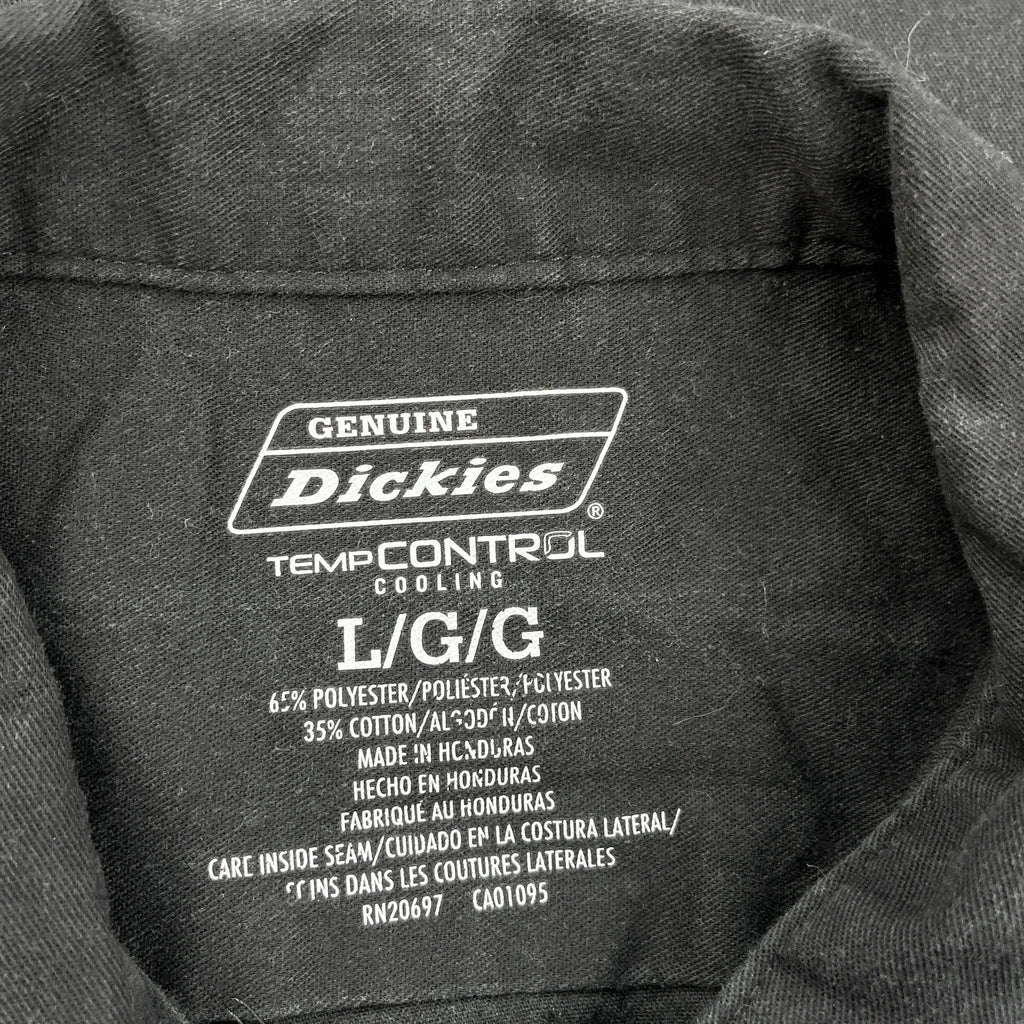 GENUINE
Dickies
®
TEMPCONTROL
COOLING
L/G/G
65% POLYESTER/POLIÉSTER/POLYESTER
35% COTTON/ALGODÓN/COTON
MADE IN HONDURAS
HECHO EN HONDURAS
FABRIQUÉ AU HONDURAS
CARE INSIDE SEAM/CUIDADO EN LA COSTURA LATERAL/
SOINS DANS LES COUTURES LATERALES
RN20697 CA01095